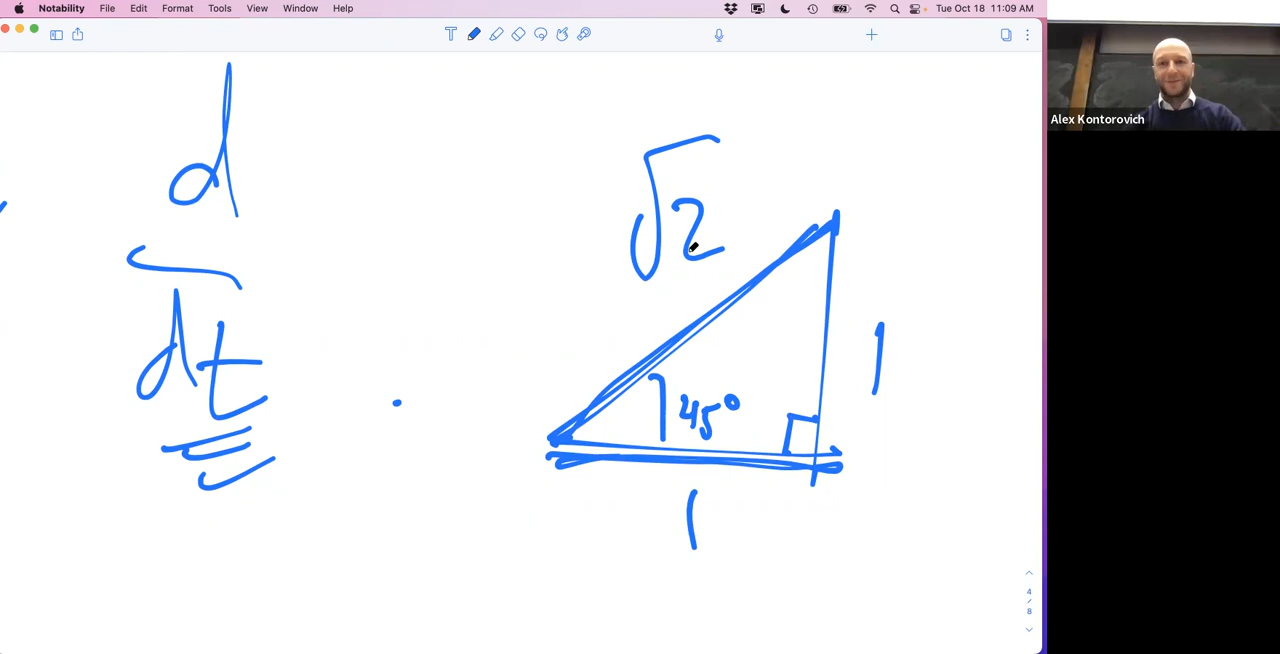 Notability File Edit Format Tools View Window Help Tue Oct 18 11:09 AM
Alex Kontorovich
d
dt
√2
45°
1
1
4
/
8